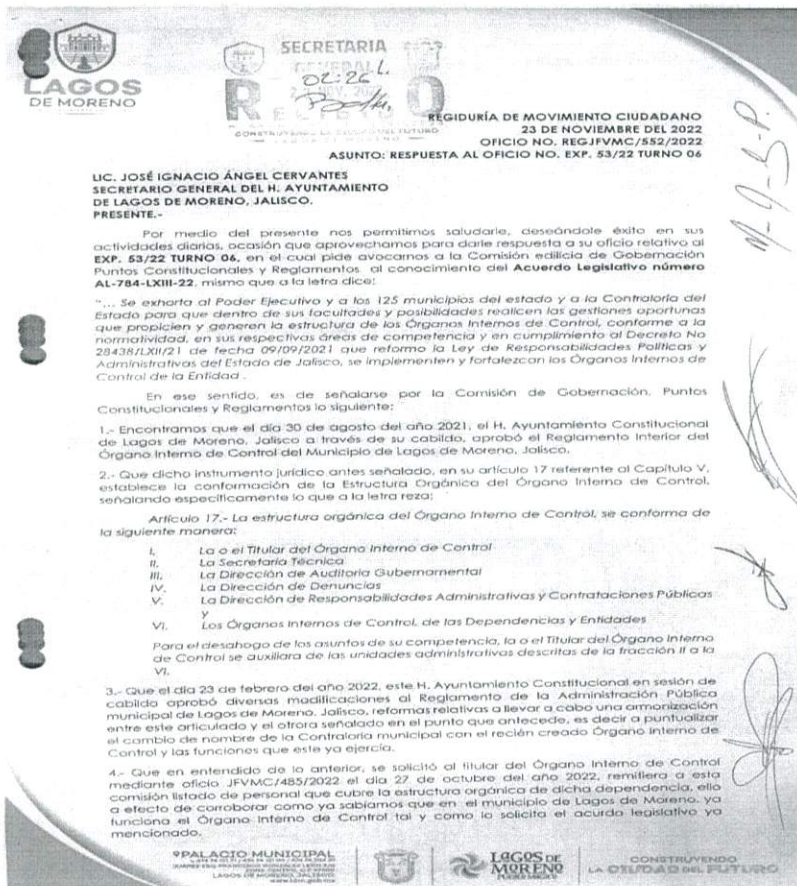 LAGOS
DE MORENO
SECRETARIA
GENERAL
02:26 L.
NOV. 202
RECIBIDO
CONSTRUYENDO LA CIUDAD DEL FUTURO
REGIDURÍA DE MOVIMIENTO CIUDADANO
23 DE NOVIEMBRE DEL 2022
OFICIO NO. REGJFVMC/552/2022
ASUNTO: RESPUESTA AL OFICIO NO. EXP. 53/22 TURNO 06
LIC. JOSÉ IGNACIO ÁNGEL CERVANTES
SECRETARIO GENERAL DEL H. AYUNTAMIENTO
DE LAGOS DE MORENO, JALISCO.
PRESENTE.-
Por medio del presente nos permitimos saludarle, deseándole éxito en sus
actividades diarias, ocasión que aprovechamos para darle respuesta a su oficio relativo al
EXP. 53/22 TURNO 06, en el cual pide avocarnos a la Comisión edilicia de Gobernación
Puntos Constitucionales y Reglamentos al conocimiento del Acuerdo Legislativo número
AL-784-LXIII-22, mismo que a la letra dice:
"... Se exhorta al Poder Ejecutivo y a los 125 municipios del estado y a la Contraloría del
Estado para que dentro de sus facultades y posibilidades realicen las gestiones oportunas
que propicien y generen la estructura de los Órganos Internos de Control, conforme a la
normatividad, en sus respectivas áreas de competencia y en cumplimiento al Decreto No
28438/LXII/21 de fecha 09/09/2021 que reformo la Ley de Responsabilidades Políticas y
Administrativas del Estado de Jalisco, se implementen y fortalezcan los Órganos Internos de
Control de la Entidad .
En ese sentido, es de señalarse por la Comisión de Gobernación, Puntos
Constitucionales y Reglamentos lo siguiente:
1.- Encontramos que el día 30 de agosto del año 2021, el H. Ayuntamiento Constitucional
de Lagos de Moreno, Jalisco a través de su cabildo, aprobó el Reglamento Interior del
Órgano Interno de Control del Municipio de Lagos de Moreno, Jalisco.
2.- Que dicho instrumento jurídico antes señalado, en su artículo 17 referente al Capítulo V,
establece la conformación de la Estructura Orgánica del Órgano Interno de Control,
señalando específicamente lo que a la letra reza:
Artículo 17.- La estructura orgánica del Órgano Interno de Control, se conforma de
la siguiente manera:
I. La o el Titular del Órgano Interno de Control
II. La Secretaría Técnica
III. La Dirección de Auditoria Gubernamental
IV. La Dirección de Denuncias
V. La Dirección de Responsabilidades Administrativas y Contrataciones Públicas
y
VI. Los Órganos Internos de Control, de las Dependencias y Entidades
Para el desahogo de los asuntos de su competencia, la o el Titular del Órgano Interno
de Control se auxiliara de las unidades administrativas descritas de la fracción II a la
VI.
3.- Que el día 23 de febrero del año 2022, este H. Ayuntamiento Constitucional en sesión de
cabildo aprobó diversas modificaciones al Reglamento de la Administración Pública
municipal de Lagos de Moreno, Jalisco, reformas relativas a llevar a cabo una armonización
entre este articulado y el otrora señalado en el punto que antecede, es decir a puntualizar
el cambio de nombre de la Contraloría municipal con el recién creado Órgano Interno de
Control y las funciones que este ya ejercía.
4.- Que en entendido de lo anterior, se solicitó al titular del Órgano Interno de Control
mediante oficio JFVMC/485/2022 el día 27 de octubre del año 2022, remitiera a esta
comisión listado de personal que cubre la estructura orgánica de dicha dependencia, ello
a efecto de corroborar como ya sabíamos que en el municipio de Lagos de Moreno, ya
funciona el Órgano Interno de Control tal y como lo solicita el acurdo legislativo ya
mencionado.
PALACIO MUNICIPAL
LAGOS DE MORENO, JALISCO
LAGOS DE
MORENO
PUEBLO MÁGICO
CONSTRUYENDO
LA CIUDAD DEL FUTURO